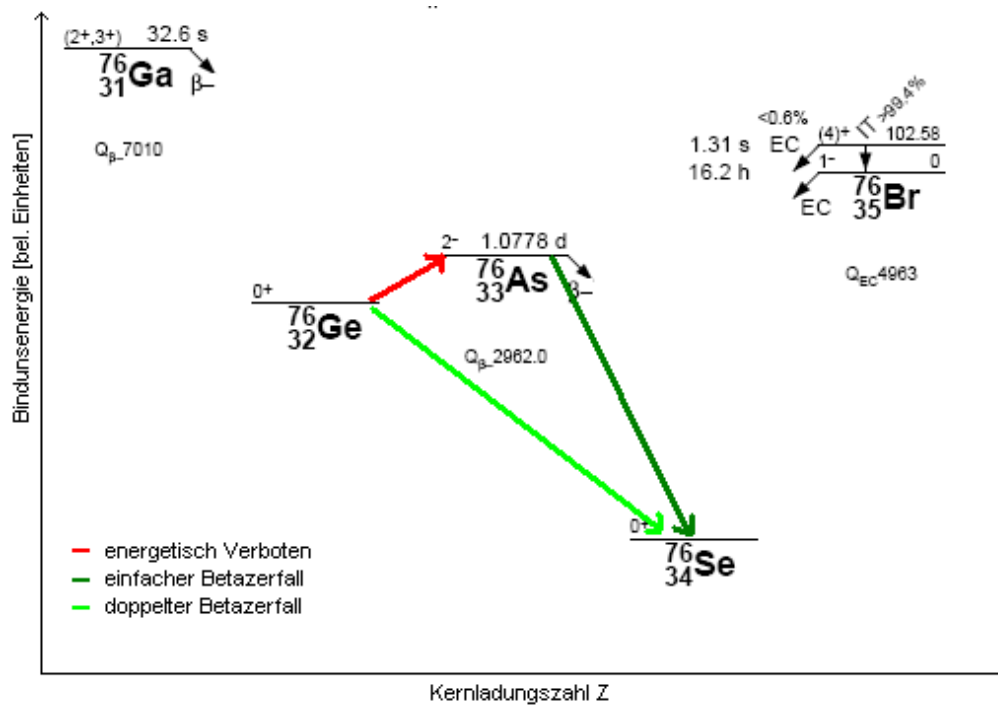 (2+,3+) 32.6 s
76
31Ga β−
Qβ−7010
<0.6%
(4)+ IT >99.4% 102.58
1.31 s EC
16.2 h 1- 0
EC 76
35Br
QEC4963
2- 1.0778 d
76
33As β−
0+
76
32Ge
Qβ−2962.0
0+
76
34Se
energetisch Verboten
einfacher Betazerfall
doppelter Betazerfall
Bindunsenergie [bel. Einheiten]
Kernladungszahl Z